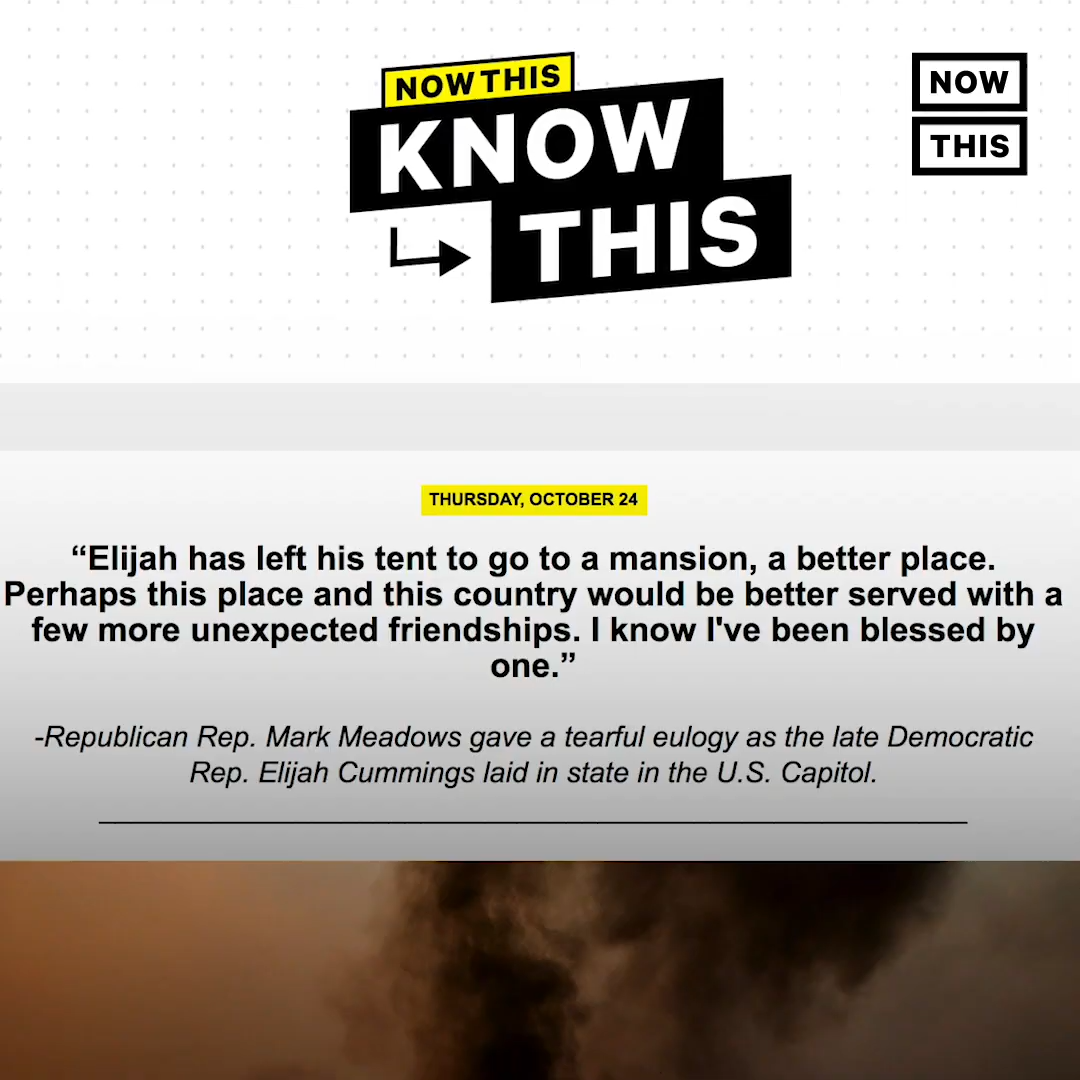 NOW THIS
KNOW
THIS
NOW
THIS
THURSDAY, OCTOBER 24
“Elijah has left his tent to go to a mansion, a better place.
Perhaps this place and this country would be better served with a
few more unexpected friendships. I know I've been blessed by
one.”
-Republican Rep. Mark Meadows gave a tearful eulogy as the late Democratic
Rep. Elijah Cummings laid in state in the U.S. Capitol.